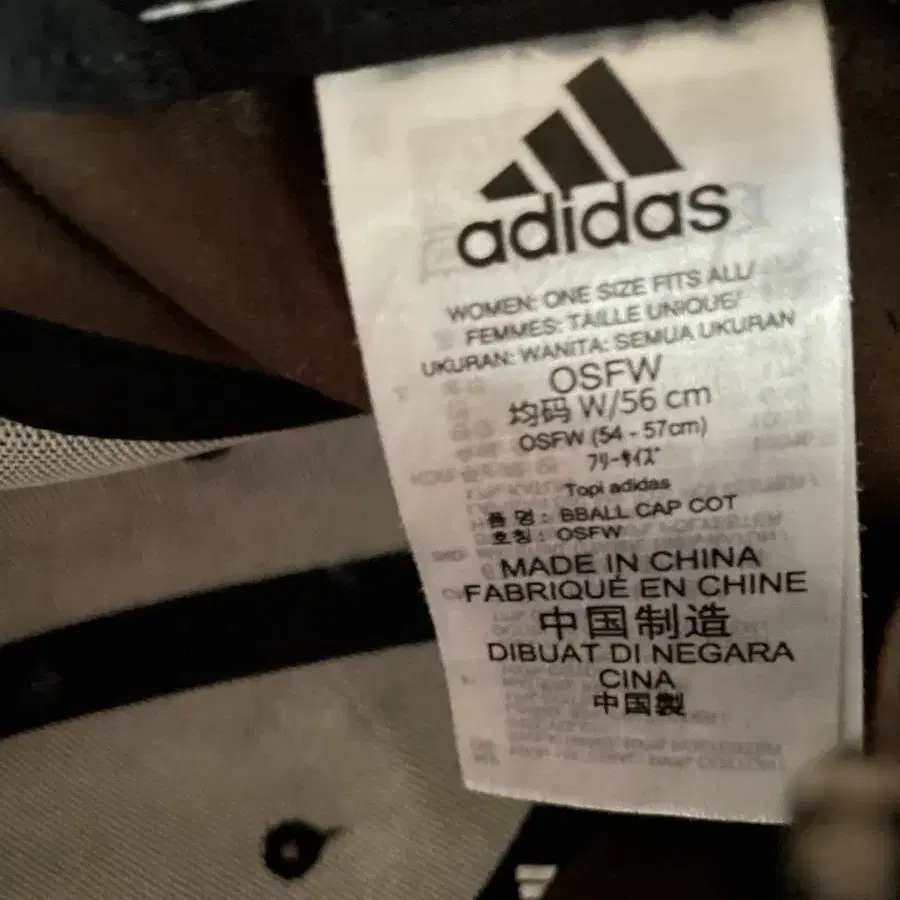 adidas
WOMEN: ONE SIZE FITS ALL/
FEMMES: TAILLE UNIQUE/
UKURAN: WANITA: SEMUA UKURAN
OSFW
均码 W/56 cm
OSFW (54 - 57cm)
フリーサイズ
Topi adidas
품 명 : BBALL CAP COT
호칭 : OSFW
MADE IN CHINA
FABRIQUÉ EN CHINE
中国制造
DIBUAT DI NEGARA
CINA
中国製